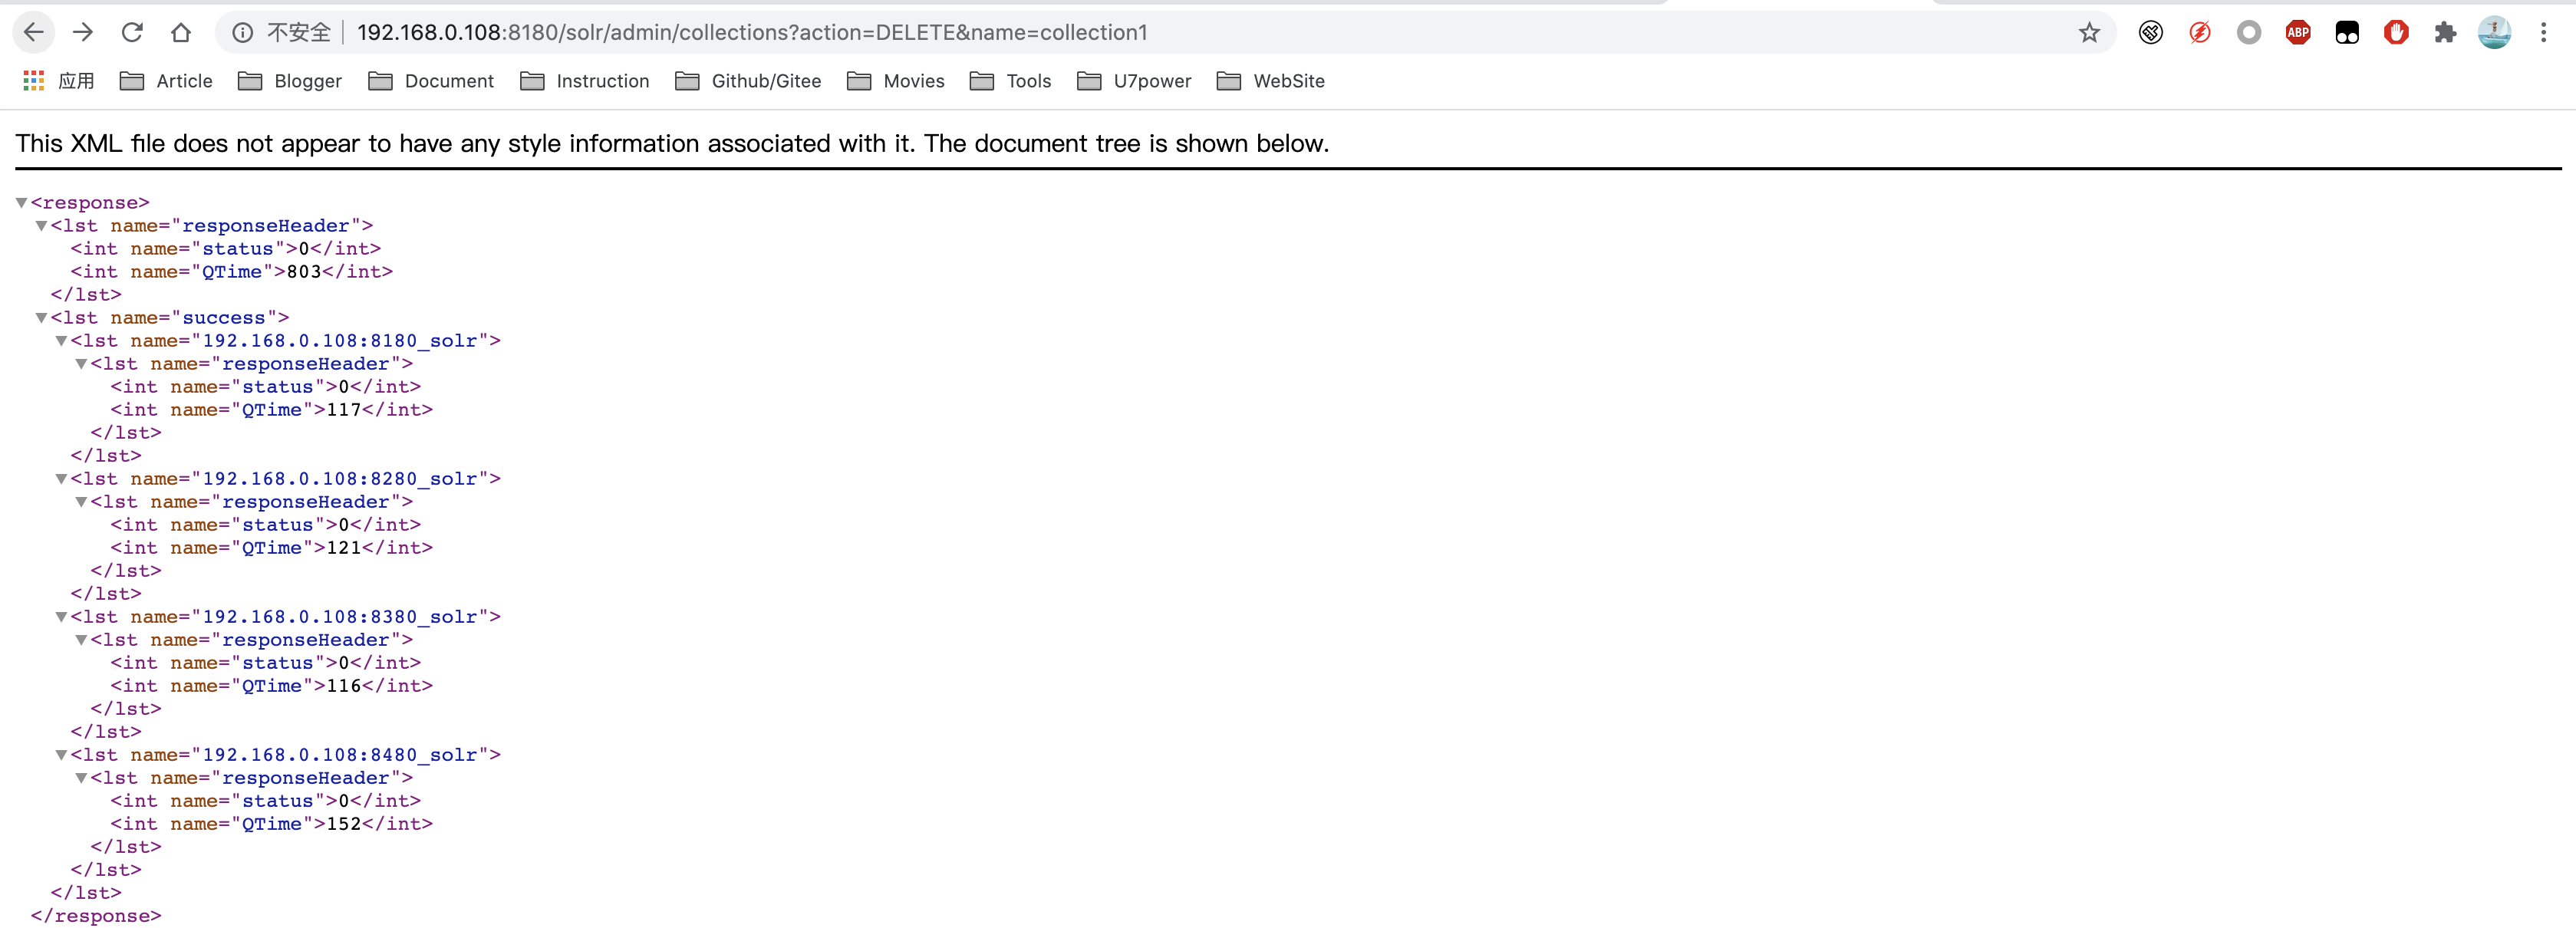 不安全 192.168.0.108:8180/solr/admin/collections?action=DELETE&name=collection1 ABP
应用 Article Blogger Document Instruction Github/Gitee Movies Tools U7power WebSite
This XML file does not appear to have any style information associated with it. The document tree is shown below.
<response>
<lst name="responseHeader">
<int name="status">0</int>
<int name="QTime">803</int>
</lst>
<lst name="success">
<lst name="192.168.0.108:8180_solr">
<lst name="responseHeader">
<int name="status">0</int>
<int name="QTime">117</int>
</lst>
</lst>
<lst name="192.168.0.108:8280_solr">
<lst name="responseHeader">
<int name="status">0</int>
<int name="QTime">121</int>
</lst>
</lst>
<lst name="192.168.0.108:8380_solr">
<lst name="responseHeader">
<int name="status">0</int>
<int name="QTime">116</int>
</lst>
</lst>
<lst name="192.168.0.108:8480_solr">
<lst name="responseHeader">
<int name="status">0</int>
<int name="QTime">152</int>
</lst>
</lst>
</lst>
</response>